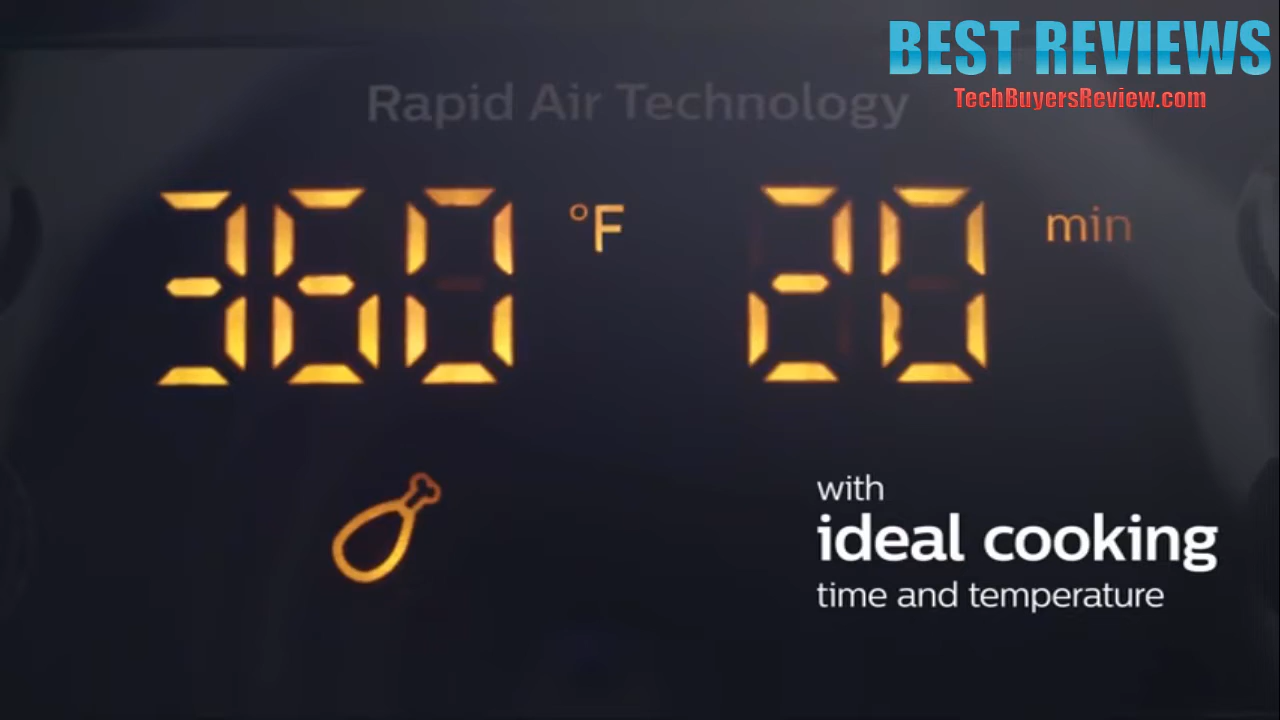 BEST REVIEWS
TechBuyersReview.com
Rapid Air Technology
360 °F 20 min
with
ideal cooking
time and temperature